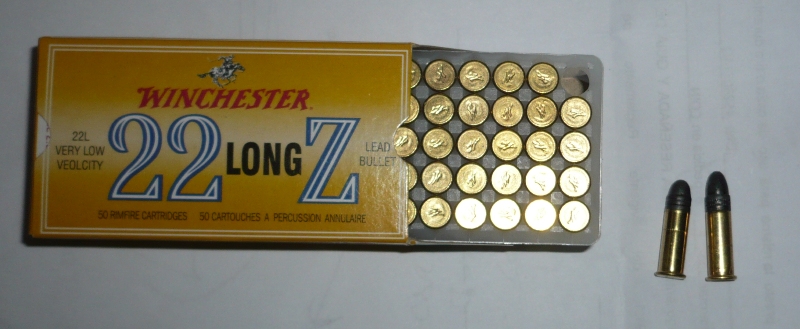 WINCHESTER
22L
VERY LOW
VEOLCITY
22 LONG Z
LEAD
BULLET
50 RIMFIRE CARTRIDGES 50 CARTOUCHES A PERCUSSION ANNULAIRE